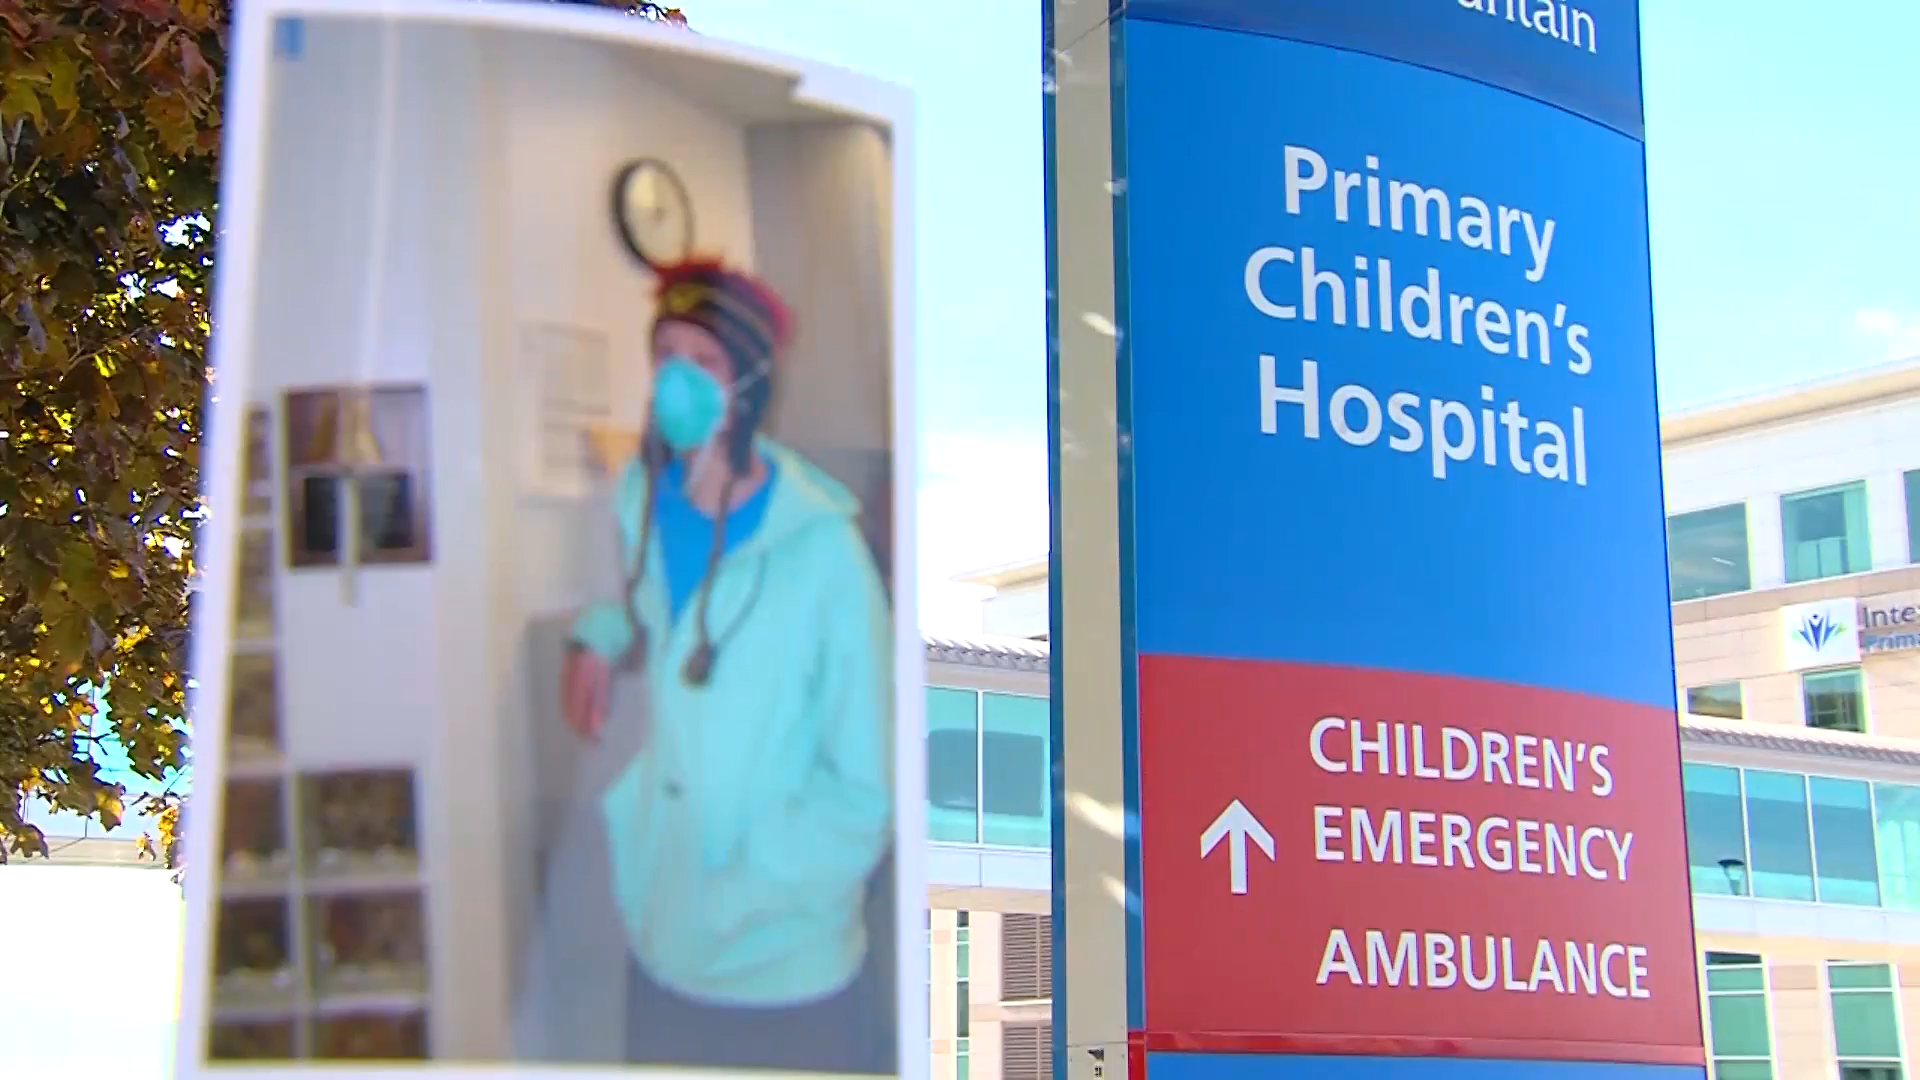 Primary
Children's
Hospital
CHILDREN'S
EMERGENCY
AMBULANCE